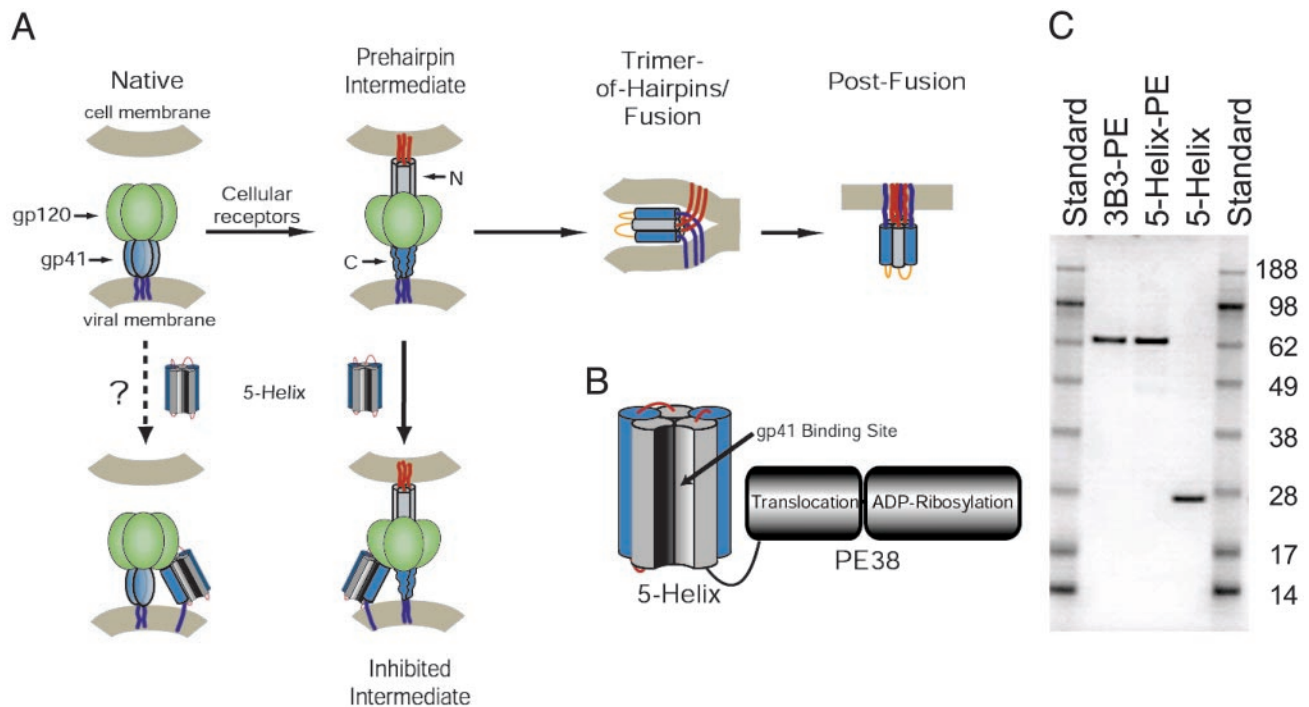 A
Native
cell membrane
gp120
gp41
viral membrane
Cellular
receptors
Prehairpin
Intermediate
N
C
Trimer-
of-Hairpins/
Fusion
Post-Fusion
?
5-Helix
Inhibited
Intermediate
B
gp41 Binding Site
Translocation
ADP-Ribosylation
PE38
5-Helix
C
Standard
3B3-PE
5-Helix-PE
5-Helix
Standard
188
98
62
49
38
28
17
14